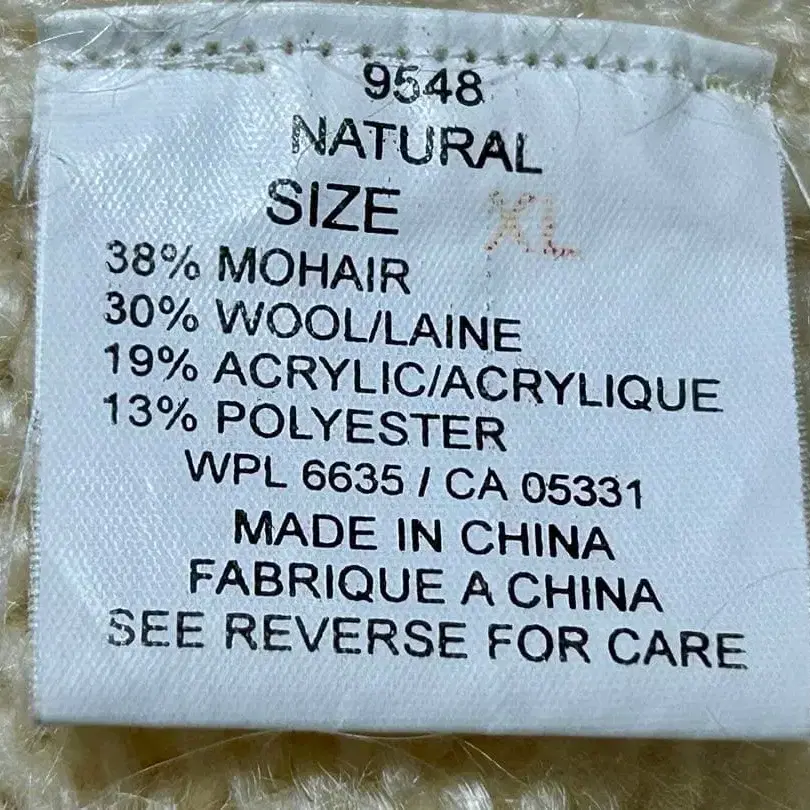 9548
NATURAL
SIZE XL
38% MOHAIR
30% WOOL/LAINE
19% ACRYLIC/ACRYLIQUE
13% POLYESTER
WPL 6635 / CA 05331
MADE IN CHINA
FABRIQUE A CHINA
SEE REVERSE FOR CARE